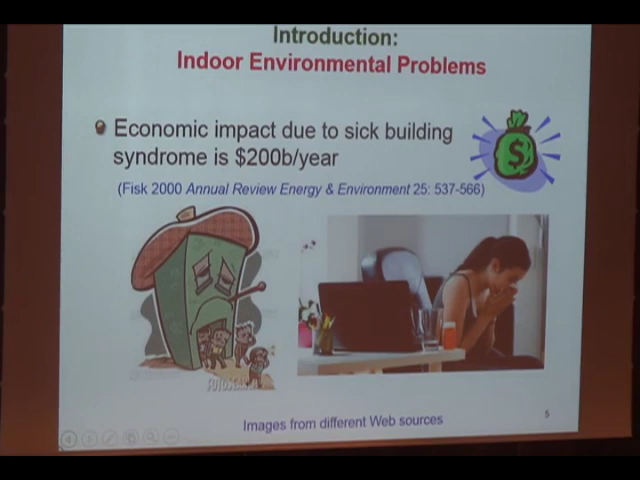 Introduction:
Indoor Environmental Problems
Economic impact due to sick building
syndrome is $200b/year
(Fisk 2000 Annual Review Energy & Environment 25: 537-566)
$
Images from different Web sources
5